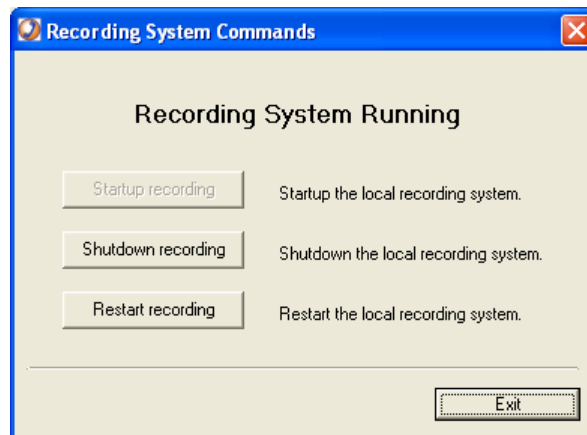 Recording System Commands
Recording System Running
Startup recording Startup the local recording system.
Shutdown recording Shutdown the local recording system.
Restart recording Restart the local recording system.
Exit